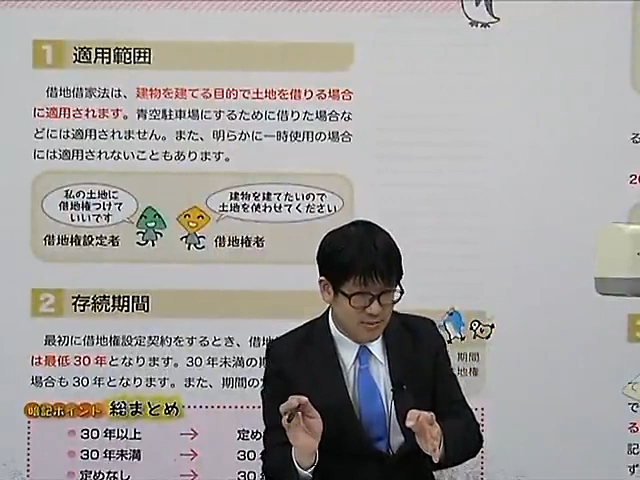 1 適用範囲
借地借家法は、建物を建てる目的で土地を借りる場合
に適用されます。青空駐車場にするために借りた場合な
どには適用されません。また、明らかに一時使用の場合
には適用されないこともあります。
私の土地に
借地権つけて
いいです
建物を建てたいので
土地を使わせてください
借地権設定者
借地権者
2 存続期間
最初に借地権設定契約をするとき、借地
は最低30年となります。30年未満の
場合も30年となります。また、期間の
期間
地権
暗記ポイント 総まとめ
30年以上 → 定め
30年未満 → 30
定めなし → 30